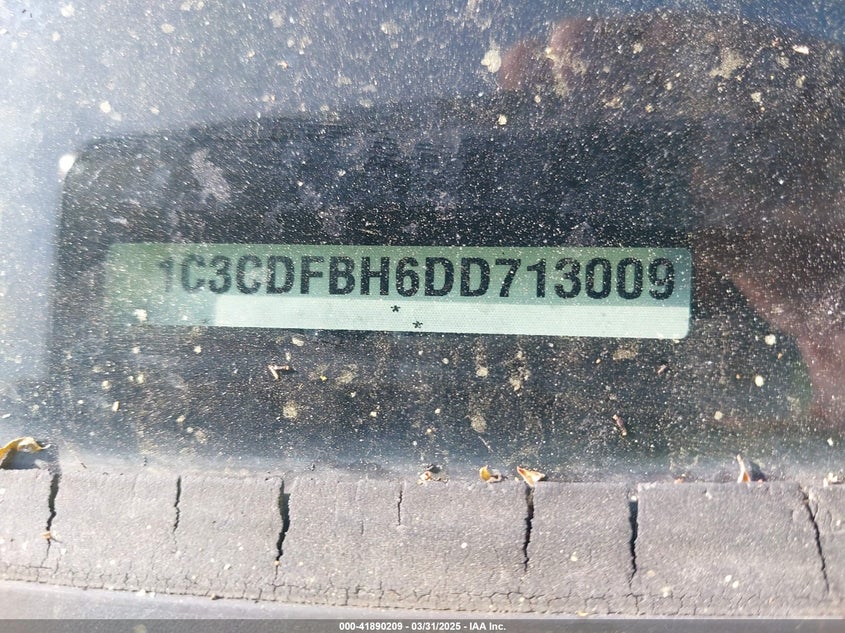 1C3CDFBH6DD713009
*
*
000-41890209 - 03/31/2025 - IAA Inc.